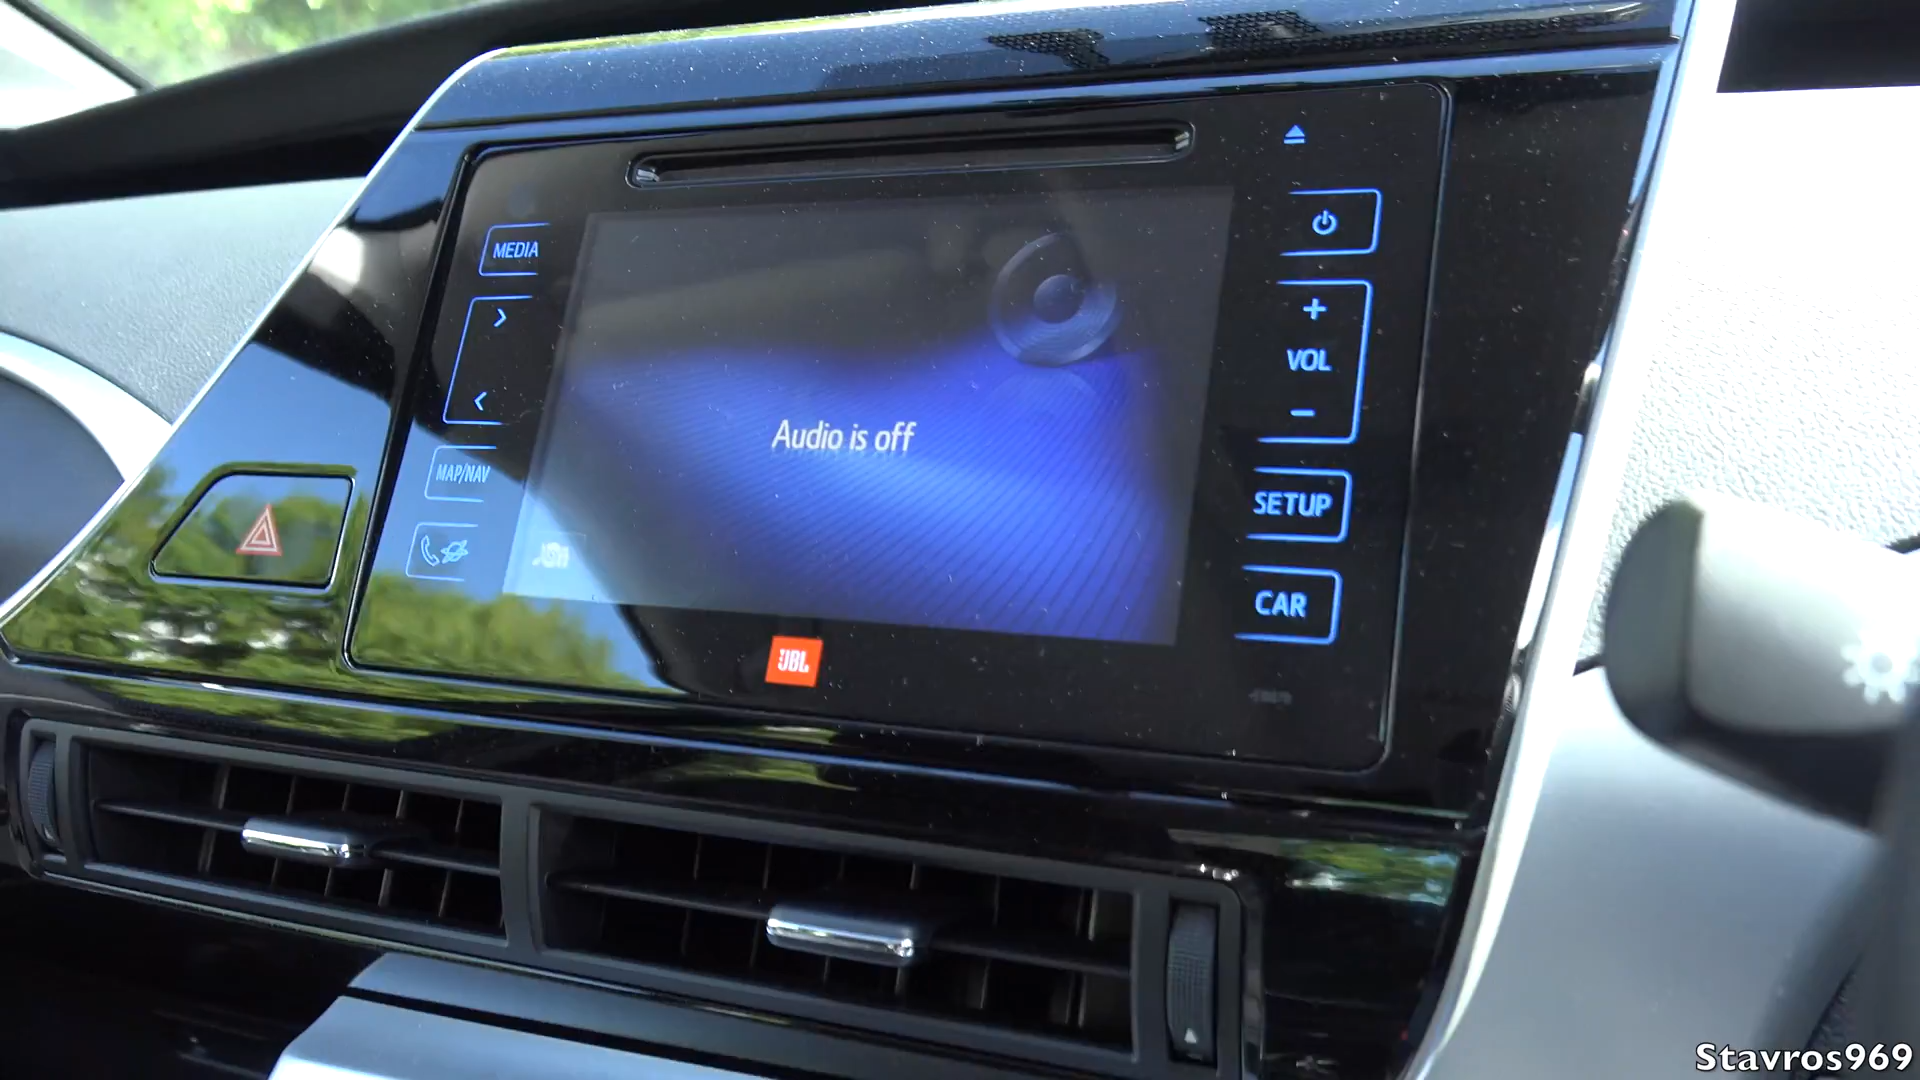 MEDIA
VOL
MAP/NAV
Audio is off
SETUP
CAR
JBL
Stavros969